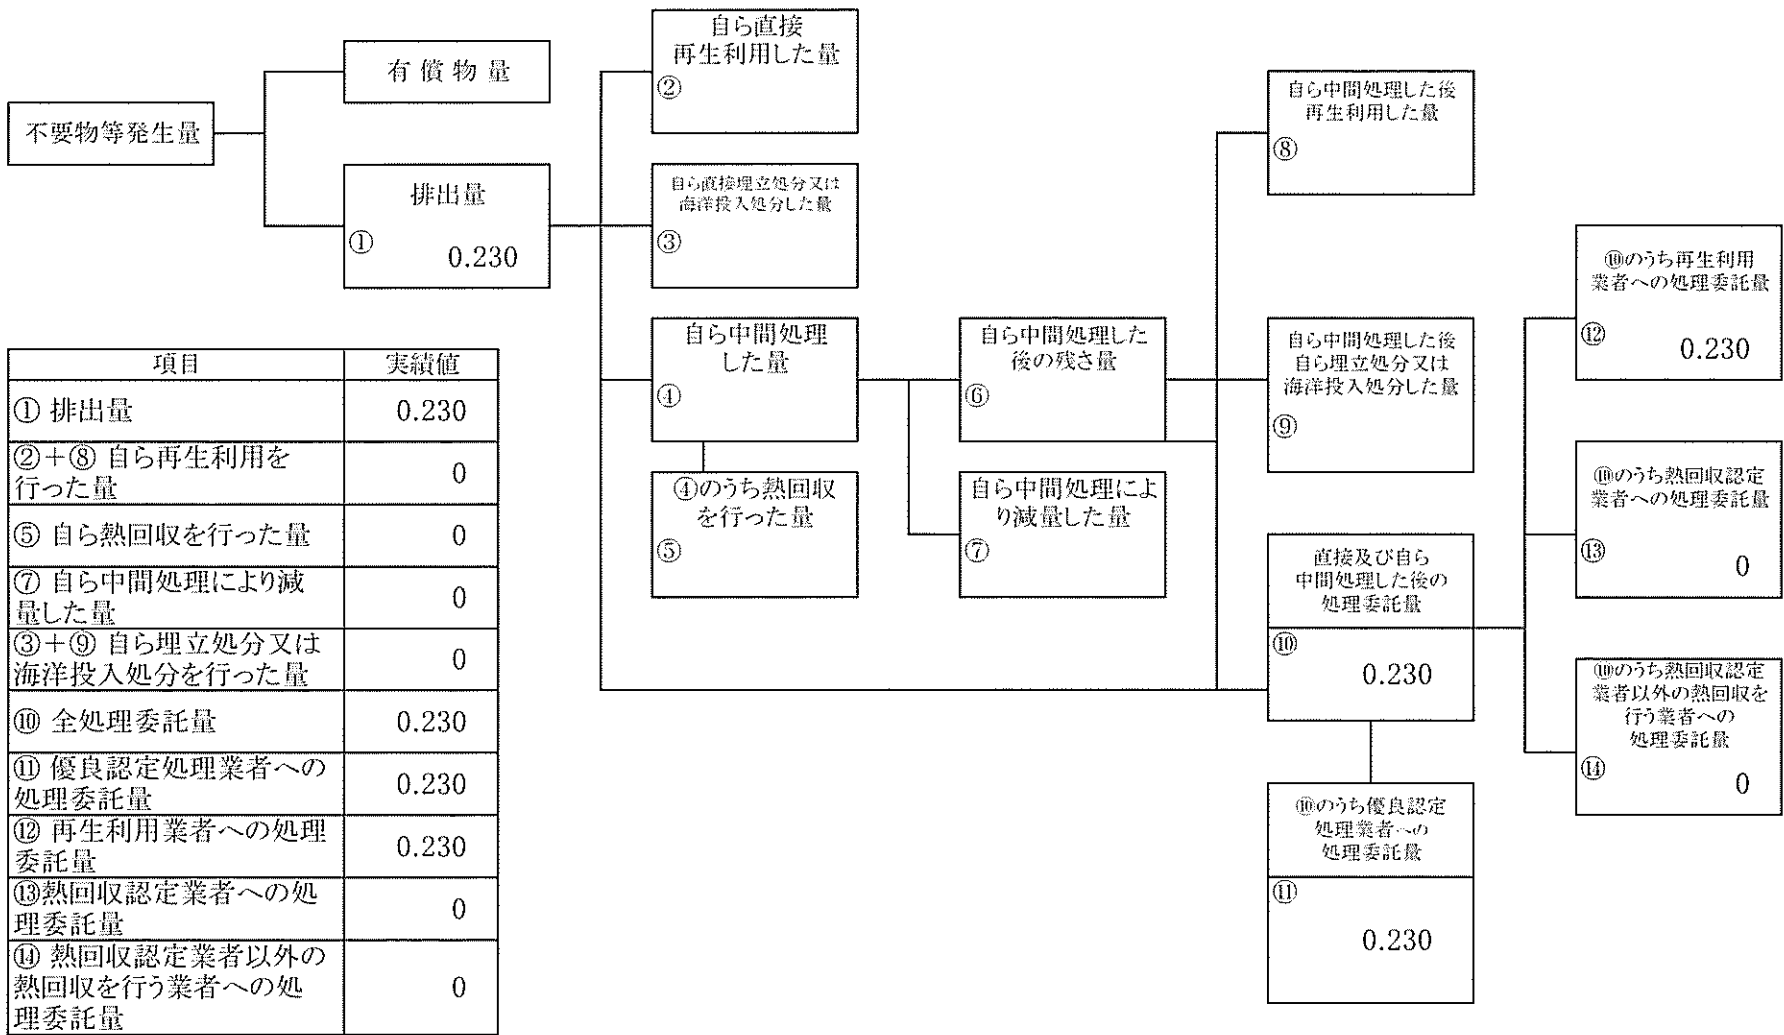 不要物等発生量
有償物量
排出量
①
0.230
自ら直接
再生利用した量
②
自ら直接埋立処分又は
海洋投入処分した量
③
自ら中間処理
した量
④
④のうち熱回収
を行った量
⑤
自ら中間処理した
後の残さ量
⑥
自ら中間処理によ
り減量した量
⑦
自ら中間処理した後
再生利用した量
⑧
自ら中間処理した後
自ら埋立処分又は
海洋投入処分した量
⑨
直接及び自ら
中間処理した後の
処理委託量
⑩
0.230
⑩のうち優良認定
処理業者への
処理委託量
⑪
0.230
⑩のうち再生利用
業者への処理委託量
⑫
0.230
⑩のうち熱回収認定
業者への処理委託量
⑬
0
⑩のうち熱回収認定
業者以外の熱回収を
行う業者への
処理委託量
⑭
0
項目 実績値
① 排出量 0.230
②+⑧ 自ら再生利用を
行った量 0
⑤ 自ら熱回収を行った量 0
⑦ 自ら中間処理により減
量した量 0
③+⑨ 自ら埋立処分又は
海洋投入処分を行った量 0
⑩ 全処理委託量 0.230
⑪ 優良認定処理業者への
処理委託量 0.230
⑫ 再生利用業者への処理
委託量 0.230
⑬熱回収認定業者への処
理委託量 0
⑭ 熱回収認定業者以外の
熱回収を行う業者への処
理委託量 0